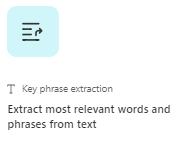 Key phrase extraction
Extract most relevant words and
phrases from text